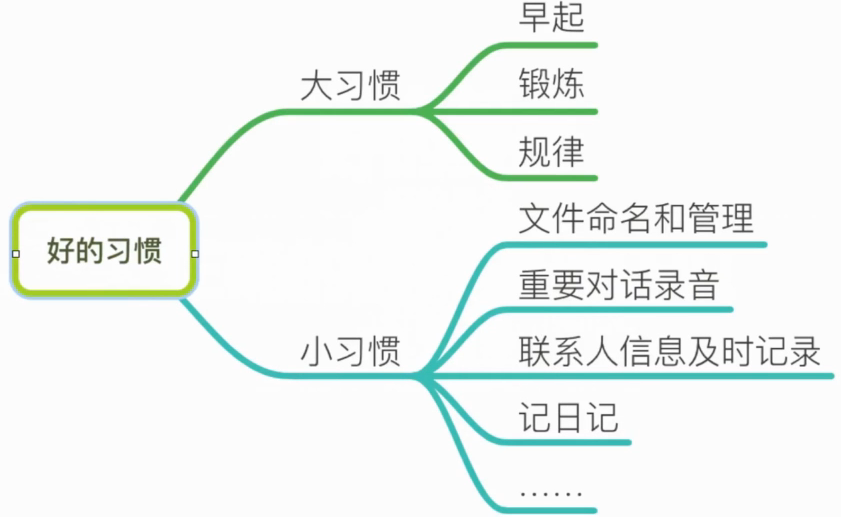 好的习惯
大习惯
早起
锻炼
规律
小习惯
文件命名和管理
重要对话录音
联系人信息及时记录
记日记
……